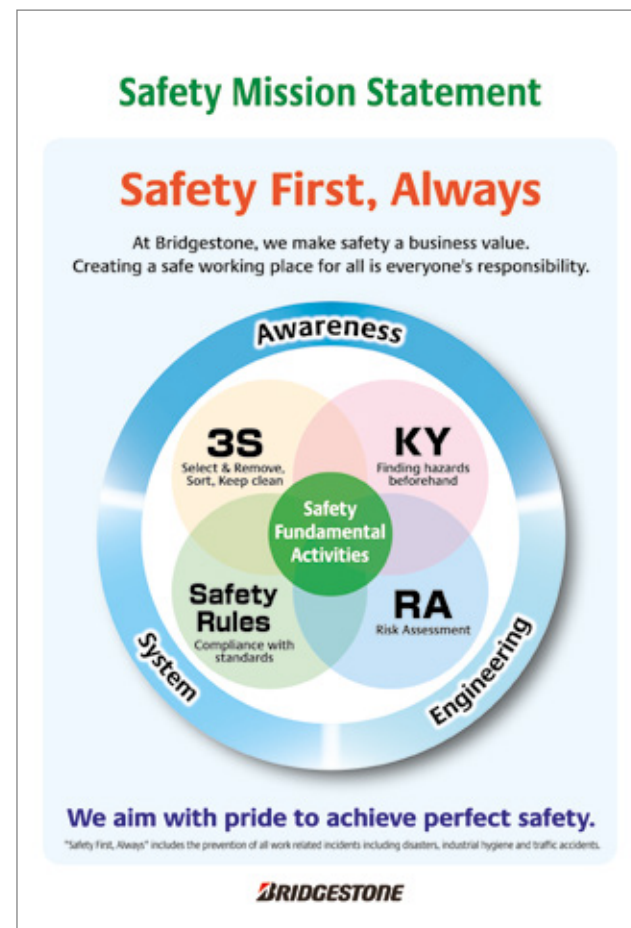 Safety Mission Statement
Safety First, Always
At Bridgestone, we make safety a business value.
Creating a safe working place for all is everyone's responsibility.
Awareness
3S
Select & Remove,
Sort, Keep clean
KY
Finding hazards
beforehand
Safety
Fundamental
Activities
Safety
Rules
Compliance with
standards
RA
Risk Assessment
System
Engineering
We aim with pride to achieve perfect safety.
"Safety First, Always" includes the prevention of all work related incidents including disasters, industrial hygiene and traffic accidents.
BRIDGESTONE